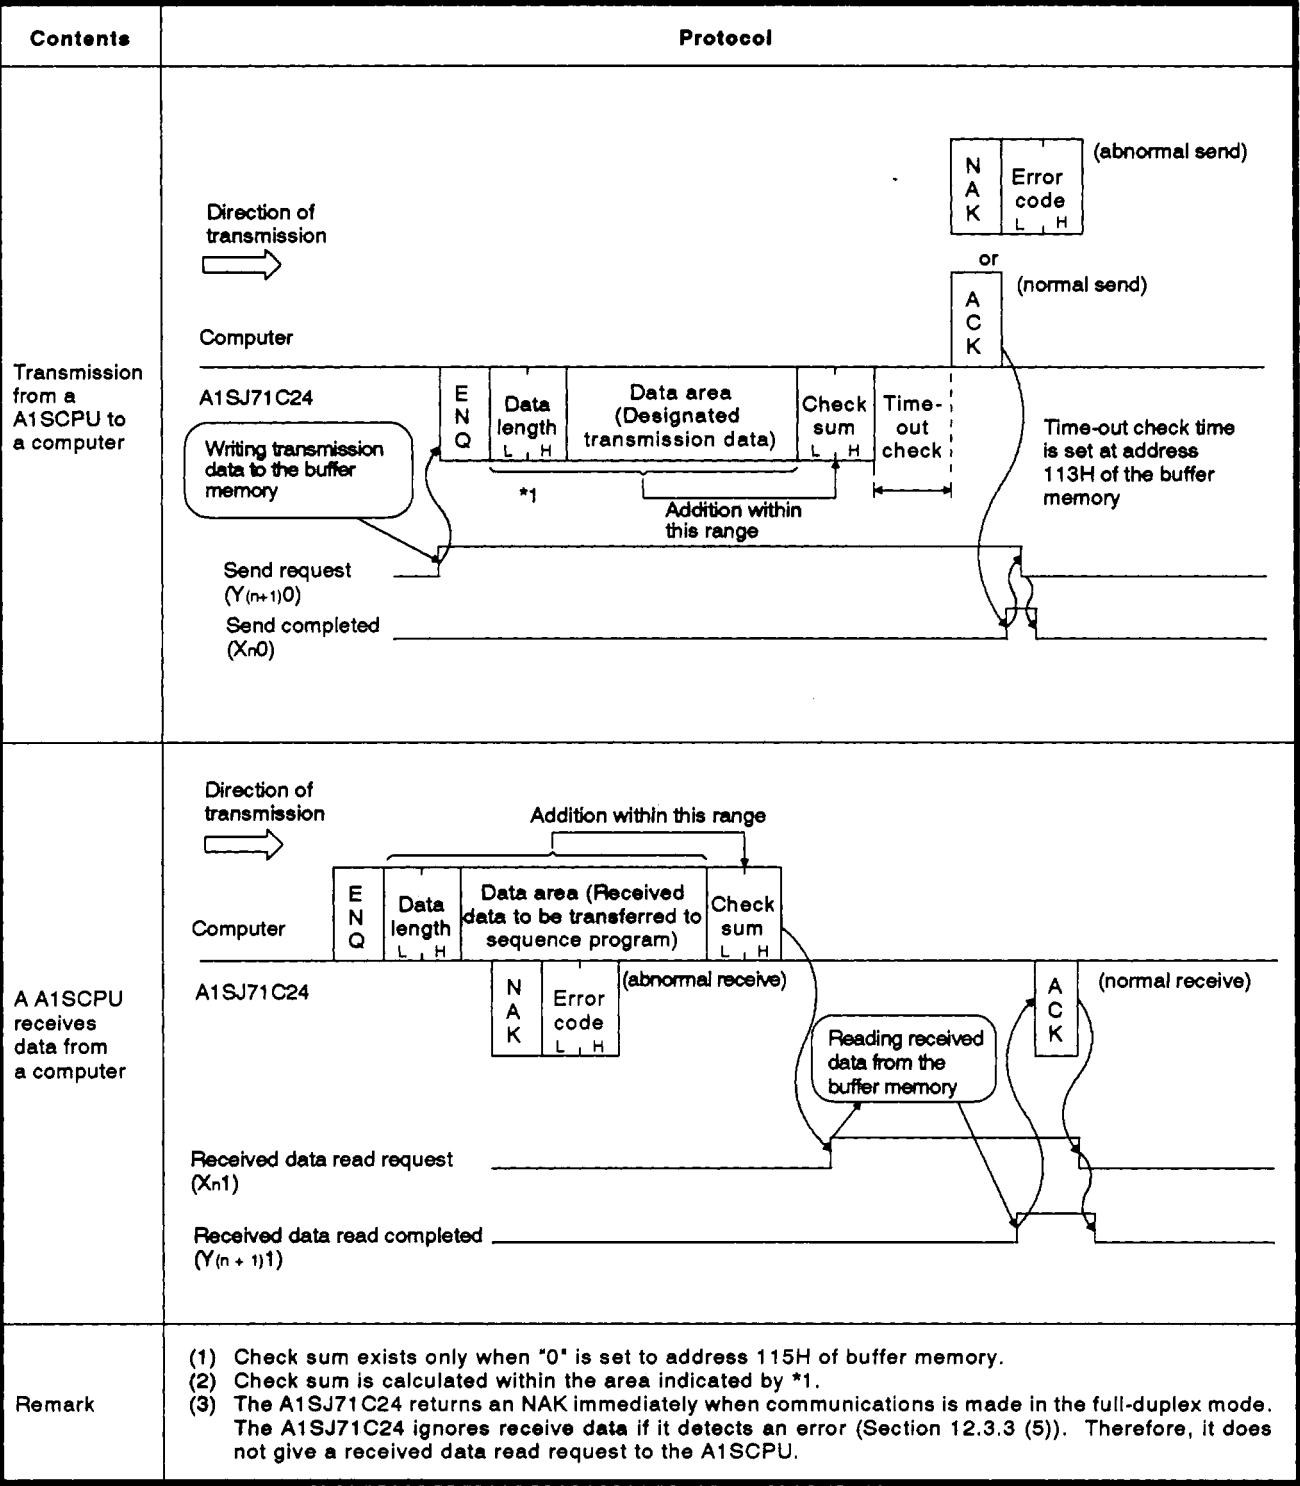 Contents
Protocol
Transmission
from a
A1SCPU to
a computer
Direction of
transmission
N
A
K
Error
code
L H
(abnormal send)
or
A
C
K
(normal send)
Computer
A1SJ71C24
E
N
Q
Data
length
L H
Data area
(Designated
transmission data)
Check
sum
L H
Time-
out
check
Time-out check time
is set at address
113H of the buffer
memory
Writing transmission
data to the buffer
memory
*1
Addition within
this range
Send request
(Y(n+1)0)
Send completed
(Xn0)
A A1SCPU
receives
data from
a computer
Direction of
transmission
Addition within this range
Computer
E
N
Q
Data
length
L H
Data area (Received
data to be transferred to
sequence program)
Check
sum
L H
A1SJ71C24
N
A
K
Error
code
L H
(abnormal receive)
A
C
K
(normal receive)
Reading received
data from the
buffer memory
Received data read request
(Xn1)
Received data read completed
(Y(n + 1)1)
Remark
(1) Check sum exists only when "0" is set to address 115H of buffer memory.
(2) Check sum is calculated within the area indicated by *1.
(3) The A1SJ71C24 returns an NAK immediately when communications is made in the full-duplex mode.
The A1SJ71C24 ignores receive data if it detects an error (Section 12.3.3 (5)). Therefore, it does
not give a received data read request to the A1SCPU.